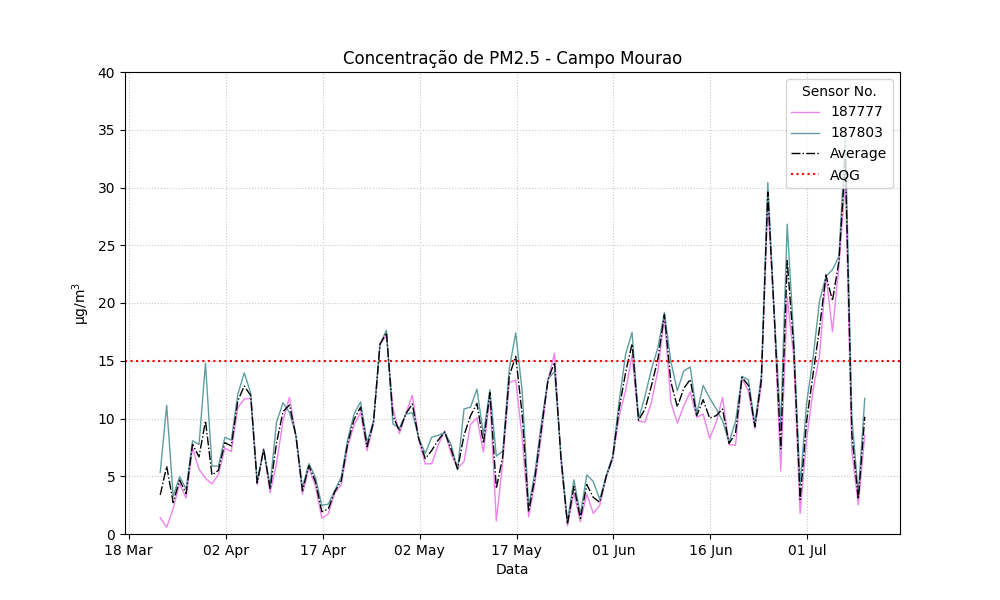 Concentração de PM2.5 - Campo Mourao
40
35
30
25
20
15
10
5
0
µg/m³
Sensor No.
187777
187803
Average
AQG
18 Mar
02 Apr
17 Apr
02 May
17 May
01 Jun
16 Jun
01 Jul
Data